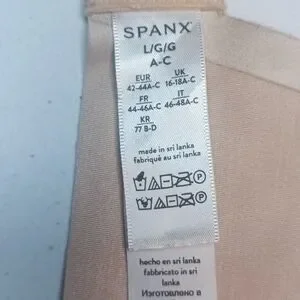 SPANX®
L/G/G
A-C
EUR UK
42-44A-C 16-18A-C
FR IT
44-46A-C 46-48A-C
KR
77 B-D
made in sri lanka
fabriqué au sri lanka
hecho en sri lanka
fabbricato in sri
lanka
Изготовлено в